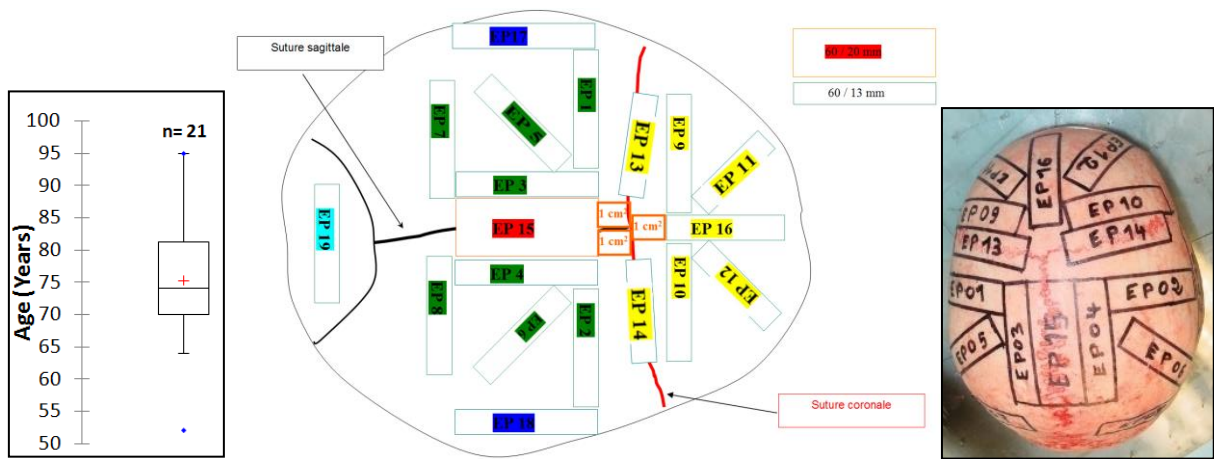 Age (Years)
100
95
90
85
80
75
70
65
60
55
50
n= 21
Suture sagittale
EP17
EP 1
EP 7
EP 5
EP 3
EP 15
EP 19
EP 4
EP 8
EP 6
EP 2
EP 18
EP 13
EP 9
EP 11
1 cm²
1 cm²
1 cm²
EP 16
EP 10
EP 12
EP 14
60 / 20 mm
60 / 13 mm
Suture coronale
EP16
EP12
EP09
EP10
EP13
EP14
EP01
EP02
EP03
EP15
EP04
EP05
EP06